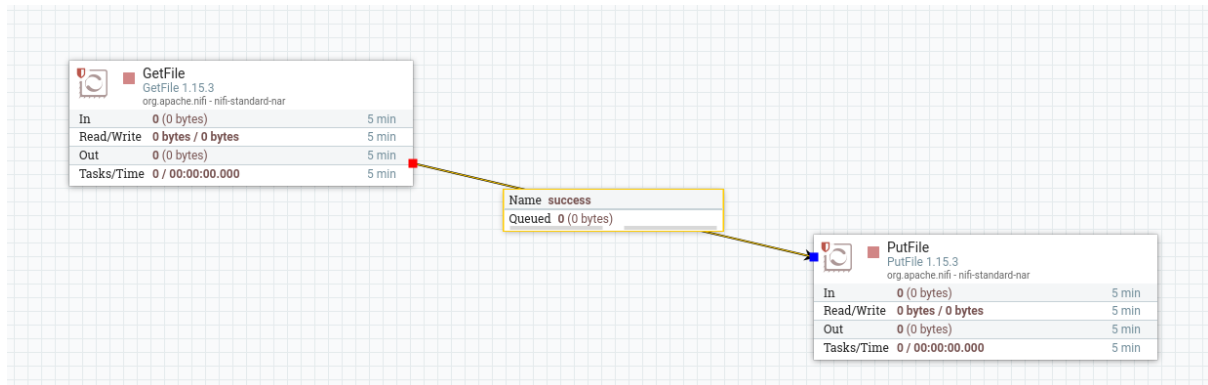 GetFile
GetFile 1.15.3
org.apache.nifi - nifi-standard-nar
In 0 (0 bytes) 5 min
Read/Write 0 bytes / 0 bytes 5 min
Out 0 (0 bytes) 5 min
Tasks/Time 0 / 00:00:00.000 5 min
Name success
Queued 0 (0 bytes)
PutFile
PutFile 1.15.3
org.apache.nifi - nifi-standard-nar
In 0 (0 bytes) 5 min
Read/Write 0 bytes / 0 bytes 5 min
Out 0 (0 bytes) 5 min
Tasks/Time 0 / 00:00:00.000 5 min